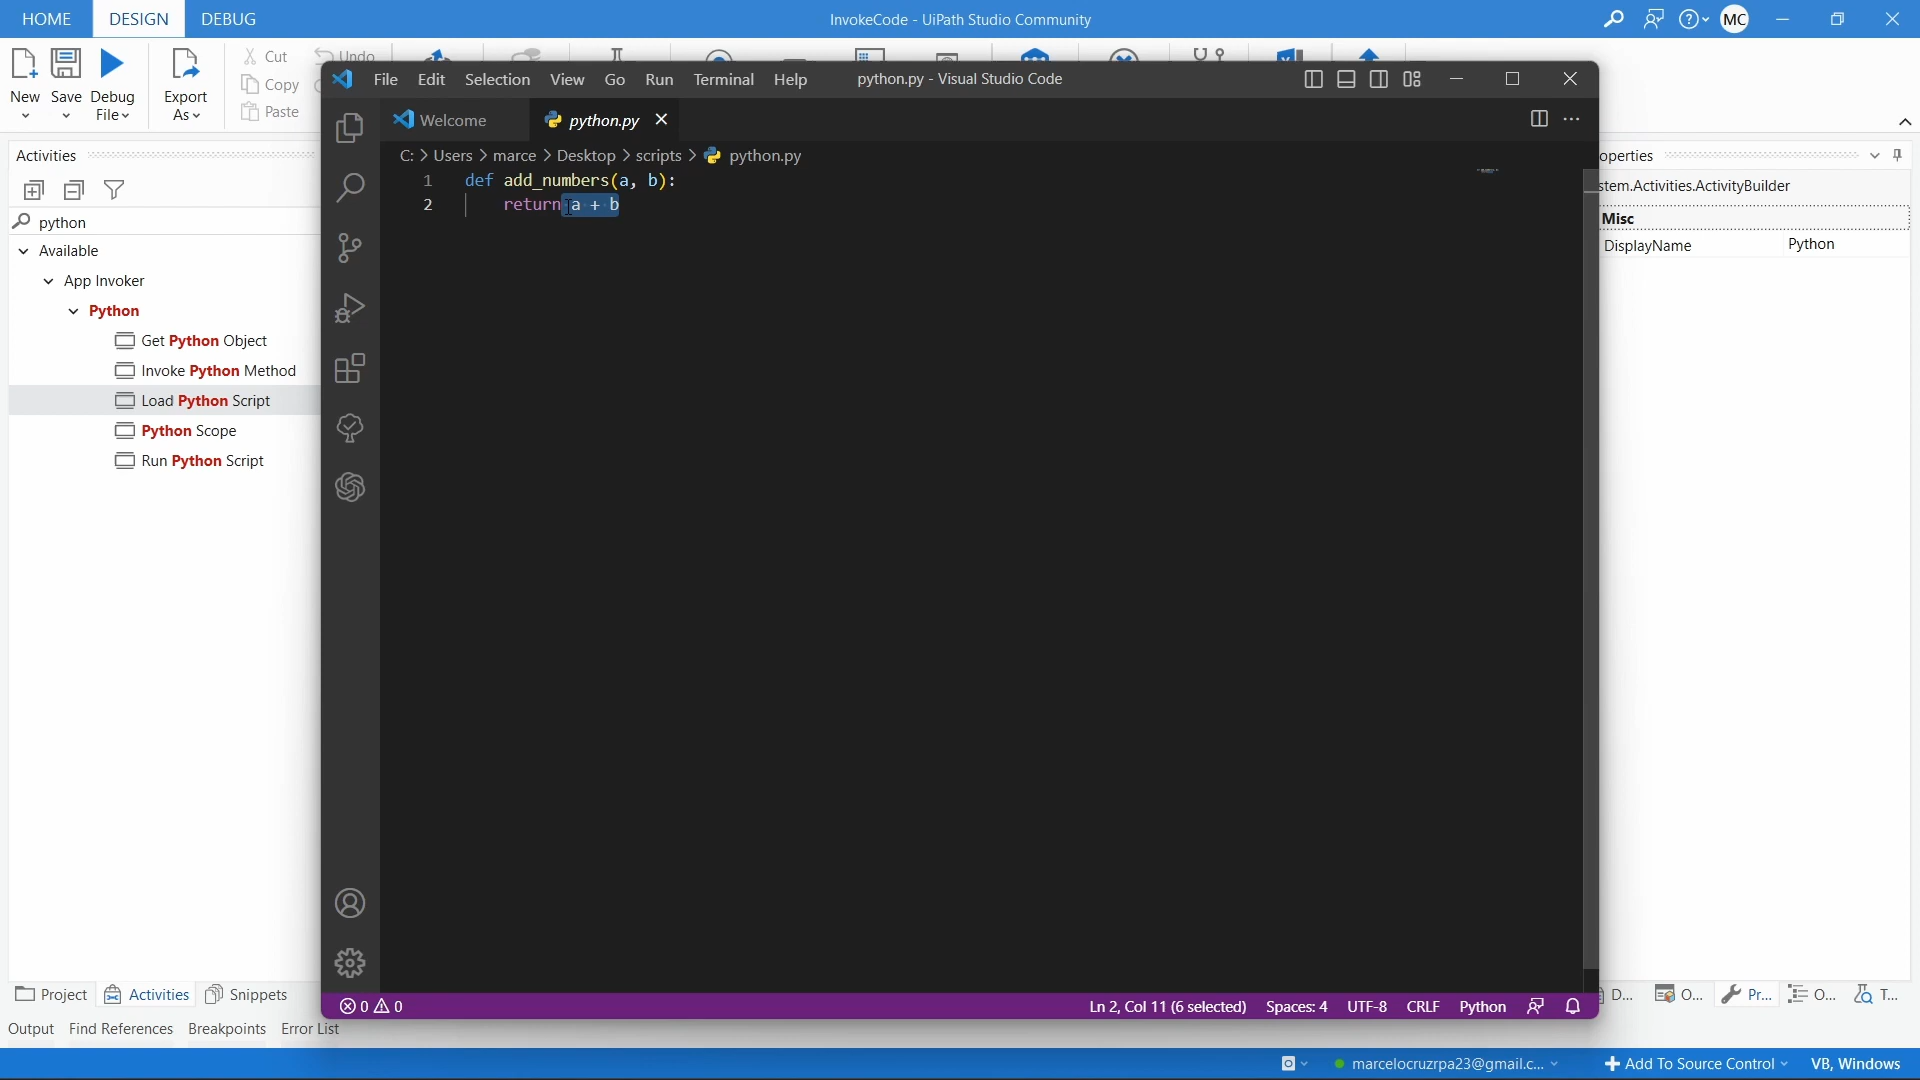 HOME DESIGN DEBUG InvokeCode - UiPath Studio Community MC
New Save Debug File Export As Cut Copy Paste Undo
File Edit Selection View Go Run Terminal Help python.py - Visual Studio Code
Welcome python.py
C: > Users > marce > Desktop > scripts > python.py
1 def add_numbers(a, b):
2 return a + b
Activities
python
Available
App Invoker
Python
Get Python Object
Invoke Python Method
Load Python Script
Python Scope
Run Python Script
operties
stem.Activities.ActivityBuilder
Misc
DisplayName Python
0 0 Ln 2, Col 11 (6 selected) Spaces: 4 UTF-8 CRLF Python
Project Activities Snippets D... O... Pr... O... T...
Output Find References Breakpoints Error List
marcelocruzrpa23@gmail.c... Add To Source Control VB, Windows